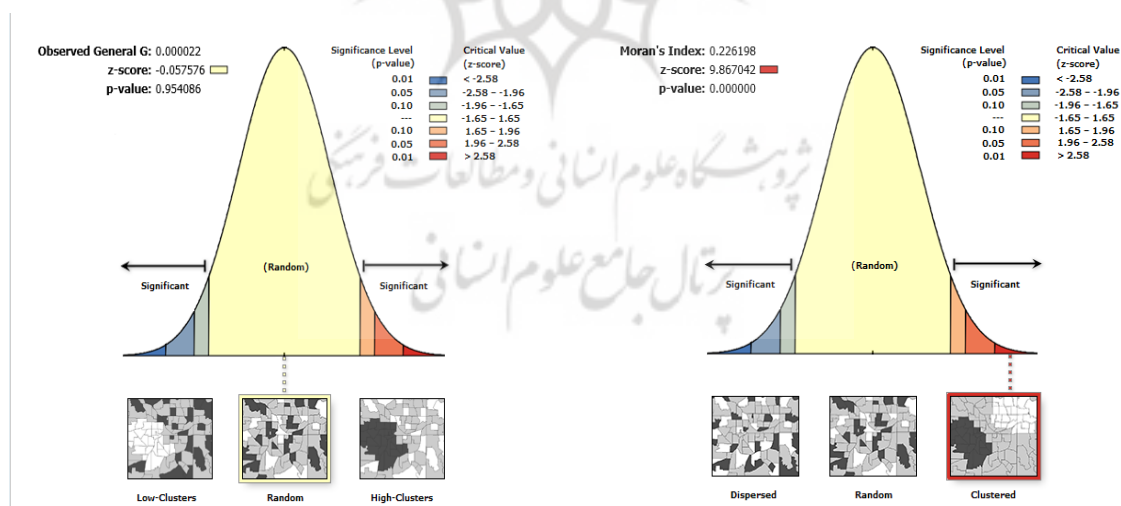 Observed General G: 0.000022
z-score: -0.057576
p-value: 0.954086
Significance Level (p-value)
Critical Value (z-score)
0.01 < -2.58
0.05 -2.58 – -1.96
0.10 -1.96 – -1.65
--- -1.65 – 1.65
0.10 1.65 – 1.96
0.05 1.96 – 2.58
0.01 > 2.58
(Random)
Significant
Significant
Low-Clusters
Random
High-Clusters
Moran's Index: 0.226198
z-score: 9.867042
p-value: 0.000000
Significance Level (p-value)
Critical Value (z-score)
0.01 < -2.58
0.05 -2.58 – -1.96
0.10 -1.96 – -1.65
--- -1.65 – 1.65
0.10 1.65 – 1.96
0.05 1.96 – 2.58
0.01 > 2.58
(Random)
Significant
Significant
Dispersed
Random
Clustered
پژوهشگاه علوم انسانی و مطالعات فرهنگی
پرتال جامع علوم انسانی